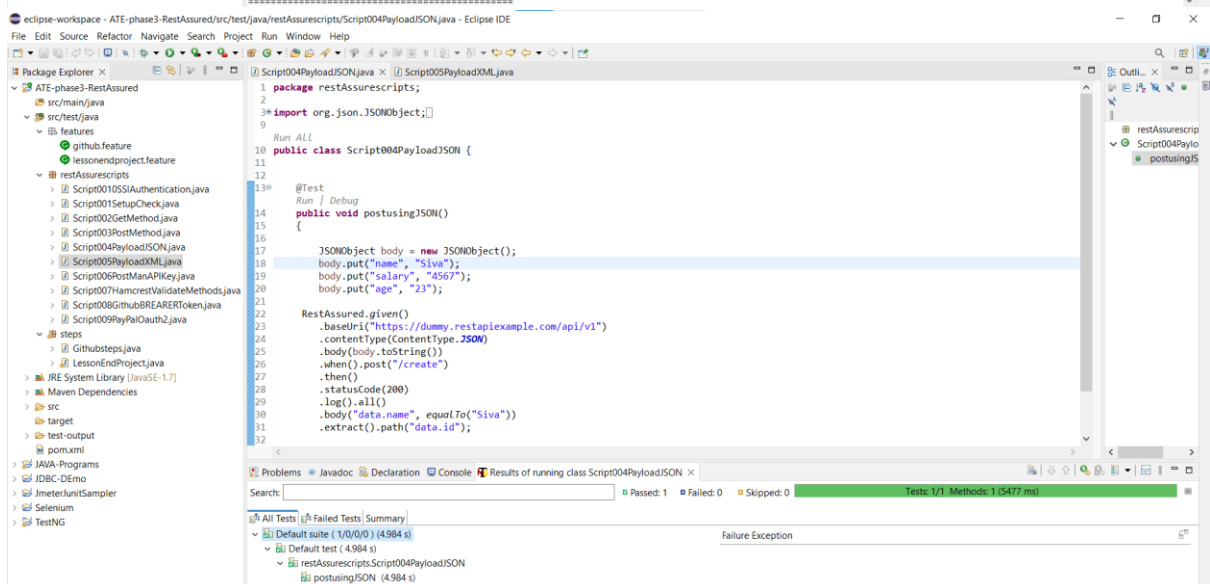 ==================================================
eclipse-workspace - ATE-phase3-RestAssured/src/test/java/restAssurescripts/Script004PayloadJSON.java - Eclipse IDE
File Edit Source Refactor Navigate Search Project Run Window Help
Package Explorer
ATE-phase3-RestAssured
src/main/java
src/test/java
features
github.feature
lessonendproject.feature
restAssurescripts
Script0010SSIAuthentication.java
Script001SetupCheck.java
Script002GetMethod.java
Script003PostMethod.java
Script004PayloadJSON.java
Script005PayloadXML.java
Script006PostManAPIKey.java
Script007HamcrestValidateMethods.java
Script008GithubBREARERToken.java
Script009PayPalOauth2.java
steps
Githubsteps.java
LessonEndProject.java
JRE System Library [JavaSE-1.7]
Maven Dependencies
src
target
test-output
pom.xml
JAVA-Programs
JDBC-DEmo
JmeterJunitSampler
Selenium
TestNG
Script004PayloadJSON.java Script005PayloadXML.java
1 package restAssurescripts;
2
3 import org.json.JSONObject;
9
Run All
10 public class Script004PayloadJSON {
11
12
13 @Test
Run | Debug
14 public void postusingJSON()
15 {
16
17 JSONObject body = new JSONObject();
18 body.put("name", "Siva");
19 body.put("salary", "4567");
20 body.put("age", "23");
21
22 RestAssured.given()
23 .baseUri("https://dummy.restapiexample.com/api/v1")
24 .contentType(ContentType.JSON)
25 .body(body.toString())
26 .when().post("/create")
27 .then()
28 .statusCode(200)
29 .log().all()
30 .body("data.name", equalTo("Siva"))
31 .extract().path("data.id");
32
Outli...
restAssurescrip
Script004Paylo
postusingJS
Problems Javadoc Declaration Console Results of running class Script004PayloadJSON
Search: Passed: 1 Failed: 0 Skipped: 0 Tests: 1/1 Methods: 1 (5477 ms)
All Tests Failed Tests Summary
Default suite ( 1/0/0/0 ) (4.984 s) Failure Exception
Default test ( 4.984 s)
restAssurescripts.Script004PayloadJSON
postusingJSON (4.984 s)